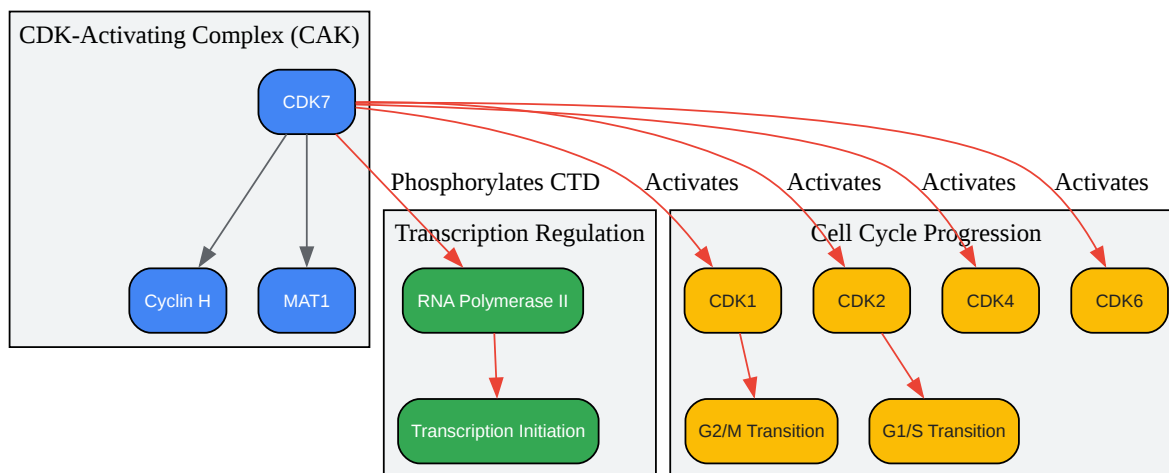 CDK-Activating Complex (CAK)
CDK7
Phosphorylates CTD
Activates
Activates
Activates
Activates
Transcription Regulation
Cell Cycle Progression
Cyclin H
MAT1
RNA Polymerase II
CDK1
CDK2
CDK4
CDK6
Transcription Initiation
G2/M Transition
G1/S Transition